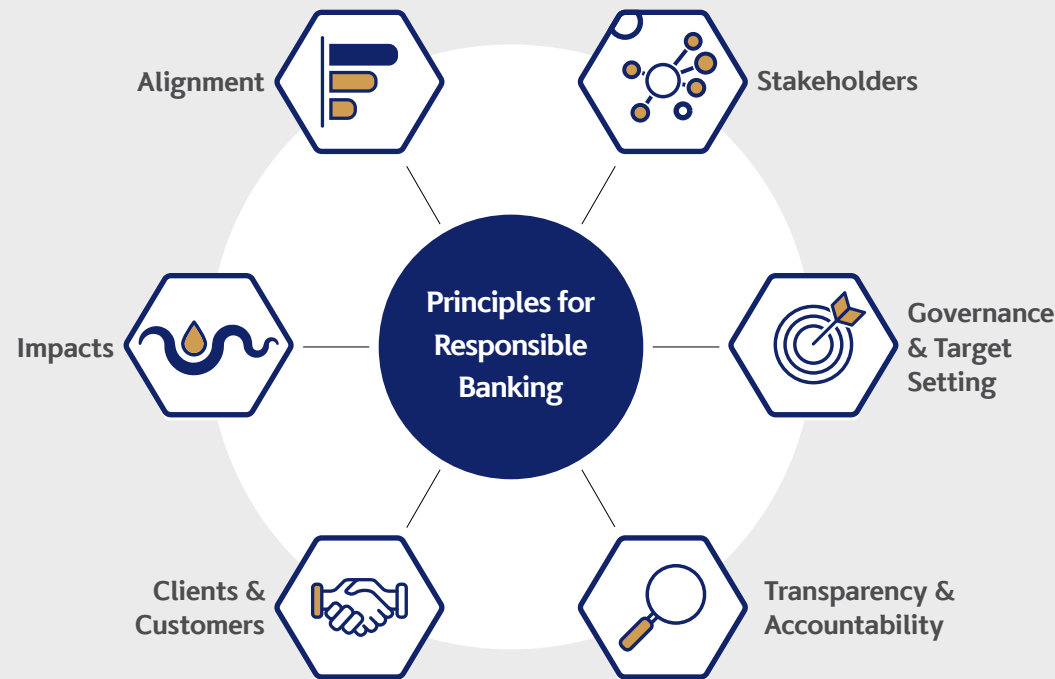 Alignment
Stakeholders
Principles for
Responsible
Banking
Impacts
Governance
& Target
Setting
Clients &
Customers
Transparency &
Accountability